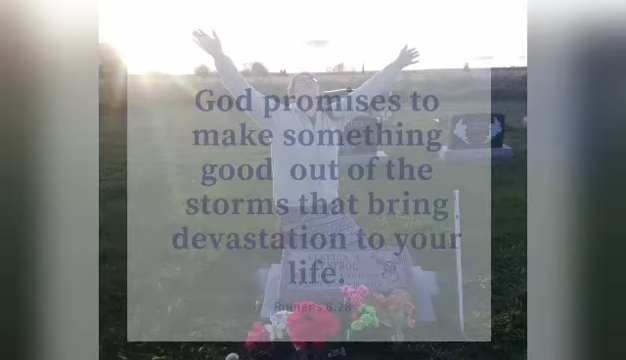 God promises to
make something
good out of the
storms that bring
devastation to your
life.
CLAYTON A.
Romans 8:28